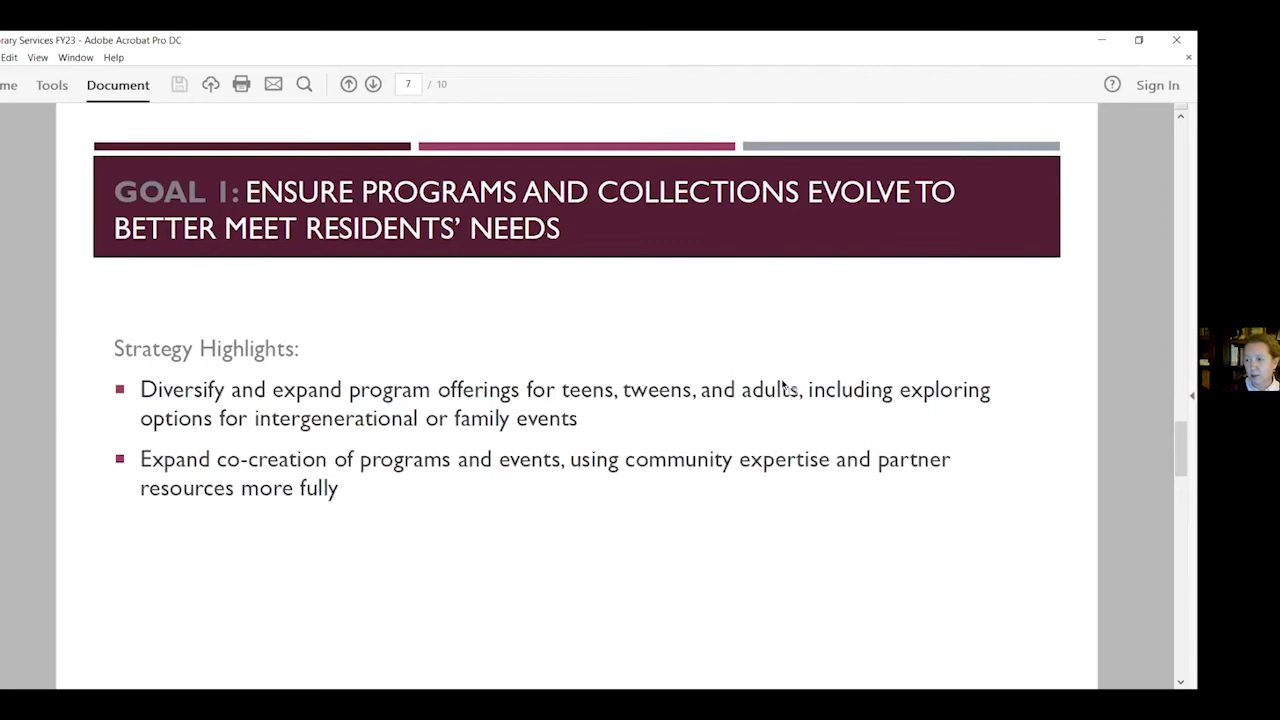 rary Services FY23 - Adobe Acrobat Pro DC
Edit View Window Help
me Tools Document 7 / 10 Sign In
GOAL 1: ENSURE PROGRAMS AND COLLECTIONS EVOLVE TO
BETTER MEET RESIDENTS’ NEEDS
Strategy Highlights:
Diversify and expand program offerings for teens, tweens, and adults, including exploring
options for intergenerational or family events
Expand co-creation of programs and events, using community expertise and partner
resources more fully